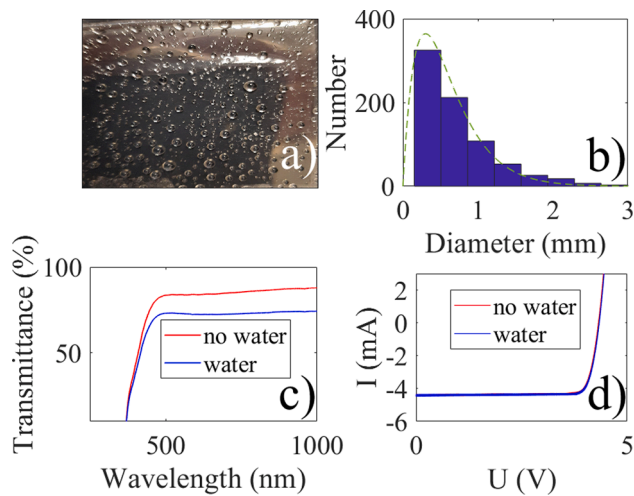 a)
400
200
0
Number
b)
0 1 2 3
Diameter (mm)
100
50
Transmittance (%)
no water
water
c)
500 1000
Wavelength (nm)
2
0
-2
-4
-6
I (mA)
no water
water
d)
0 5
U (V)